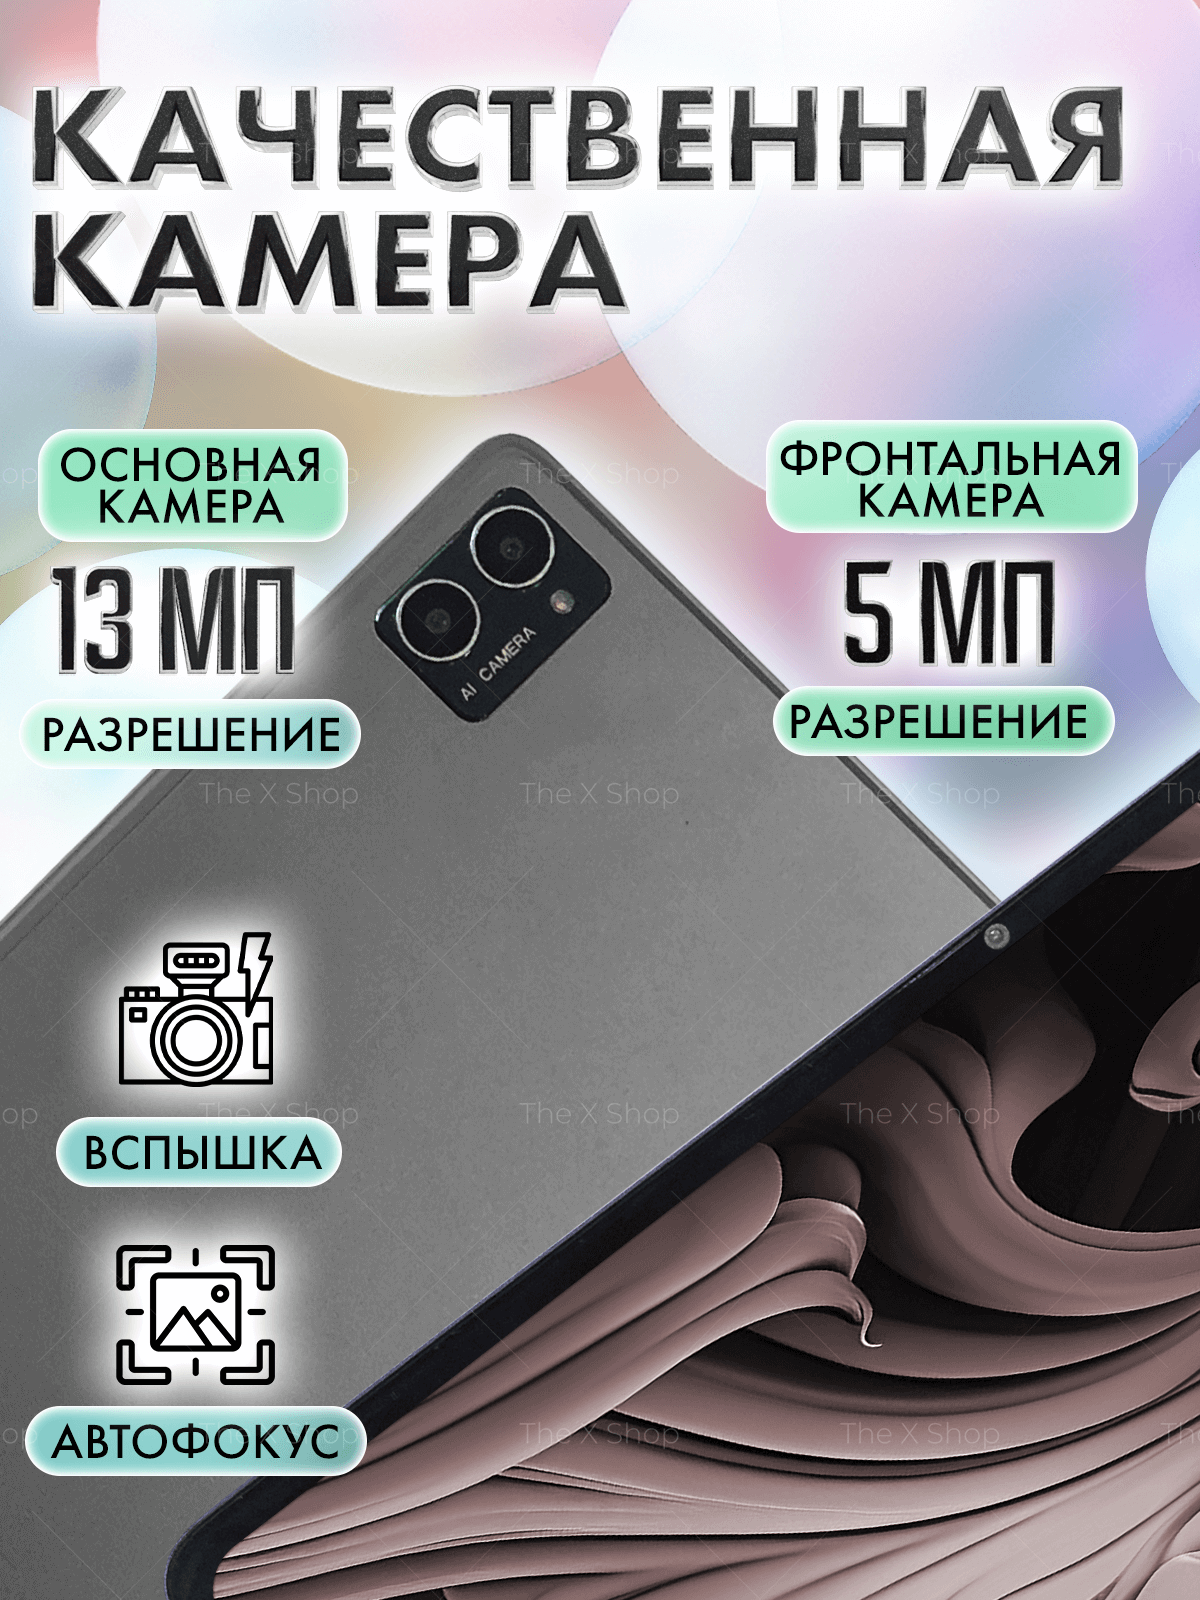 КАЧЕСТВЕННАЯ
КАМЕРА
ОСНОВНАЯ
КАМЕРА
13 МП
РАЗРЕШЕНИЕ
ФРОНТАЛЬНАЯ
КАМЕРА
5 МП
РАЗРЕШЕНИЕ
AI CAMERA
ВСПЫШКА
АВТОФОКУС
The X Shop